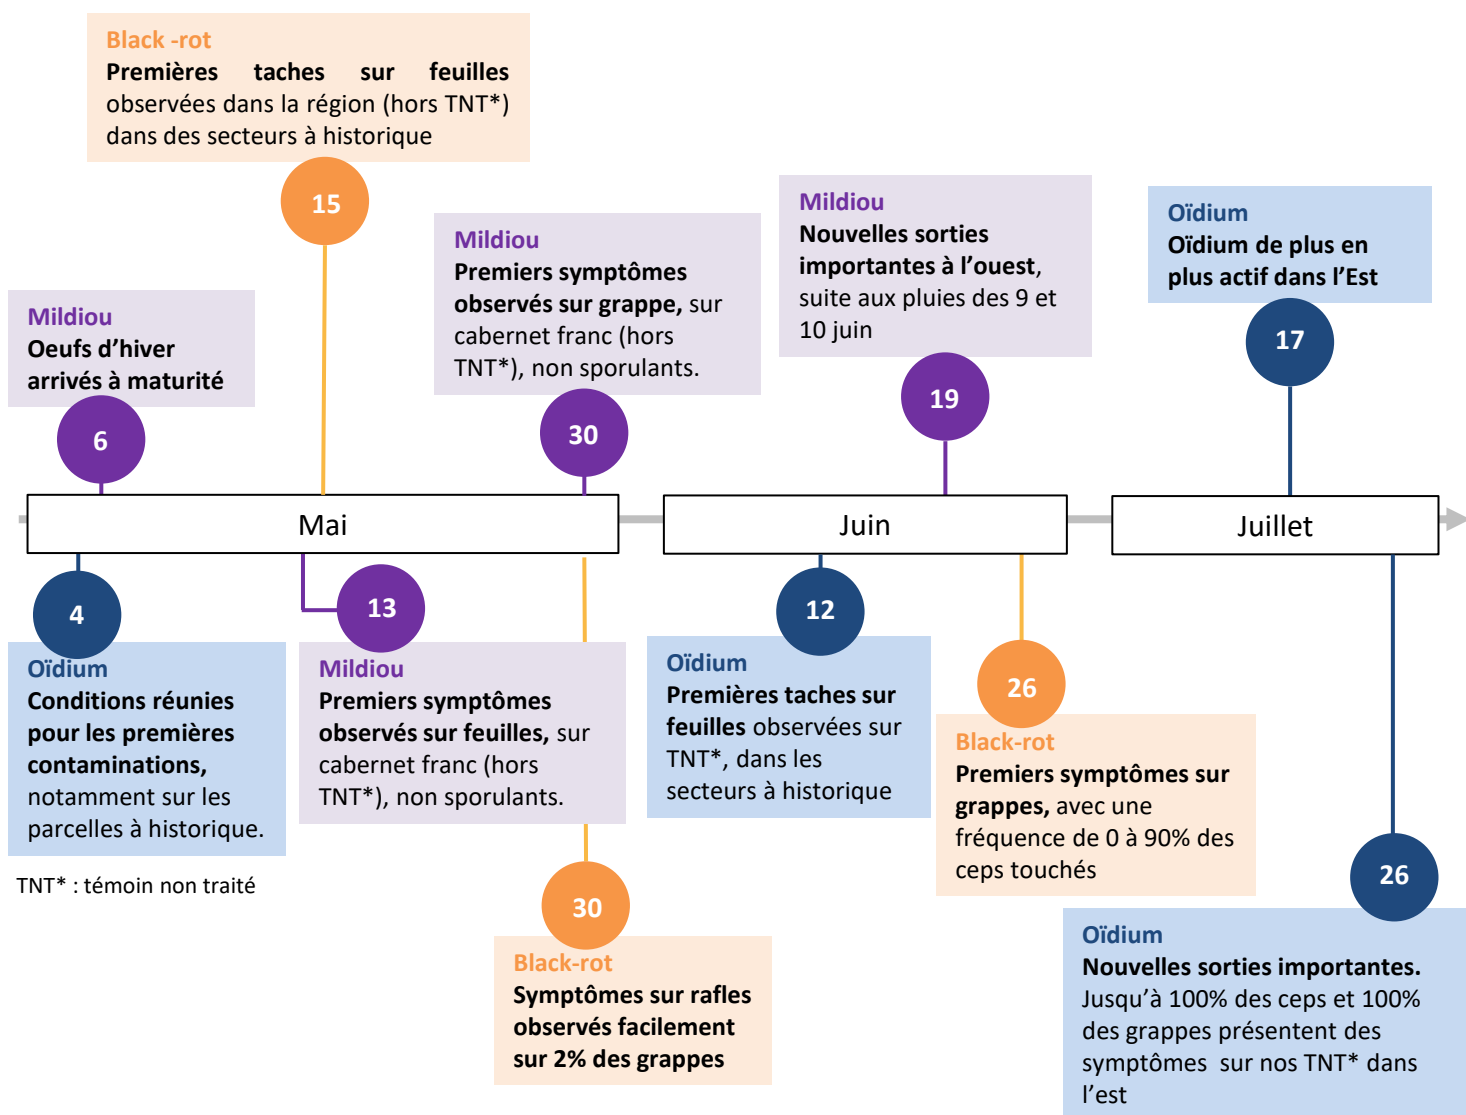 Black -rot
Premières taches sur feuilles
observées dans la région (hors TNT*)
dans des secteurs à historique
15
Mildiou
Oeufs d'hiver
arrivés à maturité
6
Mildiou
Premiers symptômes
observés sur grappe, sur
cabernet franc (hors
TNT*), non sporulants.
30
Mildiou
Nouvelles sorties
importantes à l'ouest,
suite aux pluies des 9 et
10 juin
19
Oïdium
Oïdium de plus en
plus actif dans l'Est
17
Mai
Juin
Juillet
4
Oïdium
Conditions réunies
pour les premières
contaminations,
notamment sur les
parcelles à historique.
13
Mildiou
Premiers symptômes
observés sur feuilles, sur
cabernet franc (hors
TNT*), non sporulants.
30
Black-rot
Symptômes sur rafles
observés facilement
sur 2% des grappes
12
Oïdium
Premières taches sur
feuilles observées sur
TNT*, dans les
secteurs à historique
26
Black-rot
Premiers symptômes sur
grappes, avec une
fréquence de 0 à 90% des
ceps touchés
26
Oïdium
Nouvelles sorties importantes.
Jusqu'à 100% des ceps et 100%
des grappes présentent des
symptômes sur nos TNT* dans
l'est
TNT* : témoin non traité